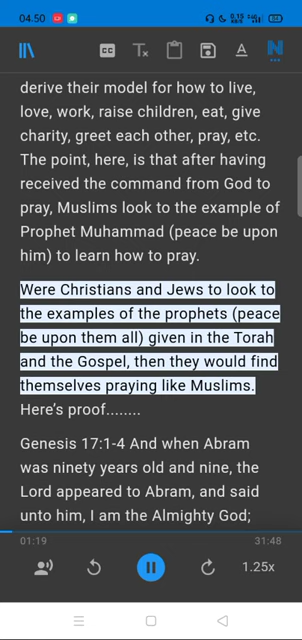 04.50
0.15
KB/s
54
CC
Tx
A
N
derive their model for how to live,
love, work, raise children, eat, give
charity, greet each other, pray, etc.
The point, here, is that after having
received the command from God to
pray, Muslims look to the example of
Prophet Muhammad (peace be upon
him) to learn how to pray.
Were Christians and Jews to look to
the examples of the prophets (peace
be upon them all) given in the Torah
and the Gospel, then they would find
themselves praying like Muslims.
Here’s proof........
Genesis 17:1-4 And when Abram
was ninety years old and nine, the
Lord appeared to Abram, and said
unto him, I am the Almighty God;
01:19
31:48
1.25x